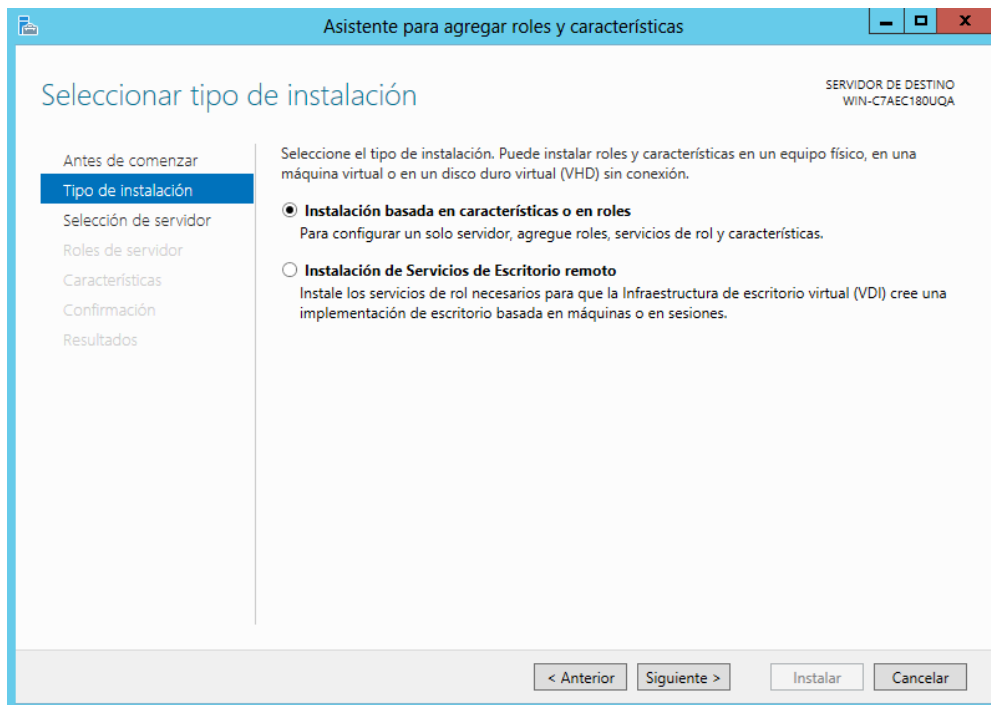 Asistente para agregar roles y características
Seleccionar tipo de instalación
SERVIDOR DE DESTINO
WIN-C7AEC180UQA
Antes de comenzar
Tipo de instalación
Selección de servidor
Roles de servidor
Características
Confirmación
Resultados
Seleccione el tipo de instalación. Puede instalar roles y características en un equipo físico, en una
máquina virtual o en un disco duro virtual (VHD) sin conexión.
Instalación basada en características o en roles
Para configurar un solo servidor, agregue roles, servicios de rol y características.
Instalación de Servicios de Escritorio remoto
Instale los servicios de rol necesarios para que la Infraestructura de escritorio virtual (VDI) cree una
implementación de escritorio basada en máquinas o en sesiones.
< Anterior Siguiente > Instalar Cancelar